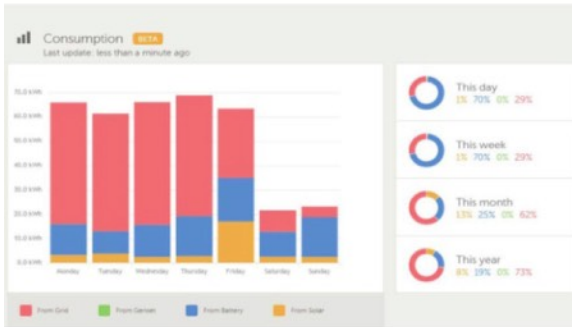 Consumption BETA
Last update: less than a minute ago
70.0 kWh
60.0 kWh
40.0 kWh
30.0 kWh
20.0 kWh
10.0 kWh
0.0 kWh
Monday Tuesday Wednesday Thursday Friday Saturday Sunday
From Grid From Genset From Battery From Solar
This day
1% 70% 0% 29%
This week
1% 70% 0% 29%
This month
13% 25% 0% 62%
This year
8% 19% 0% 73%